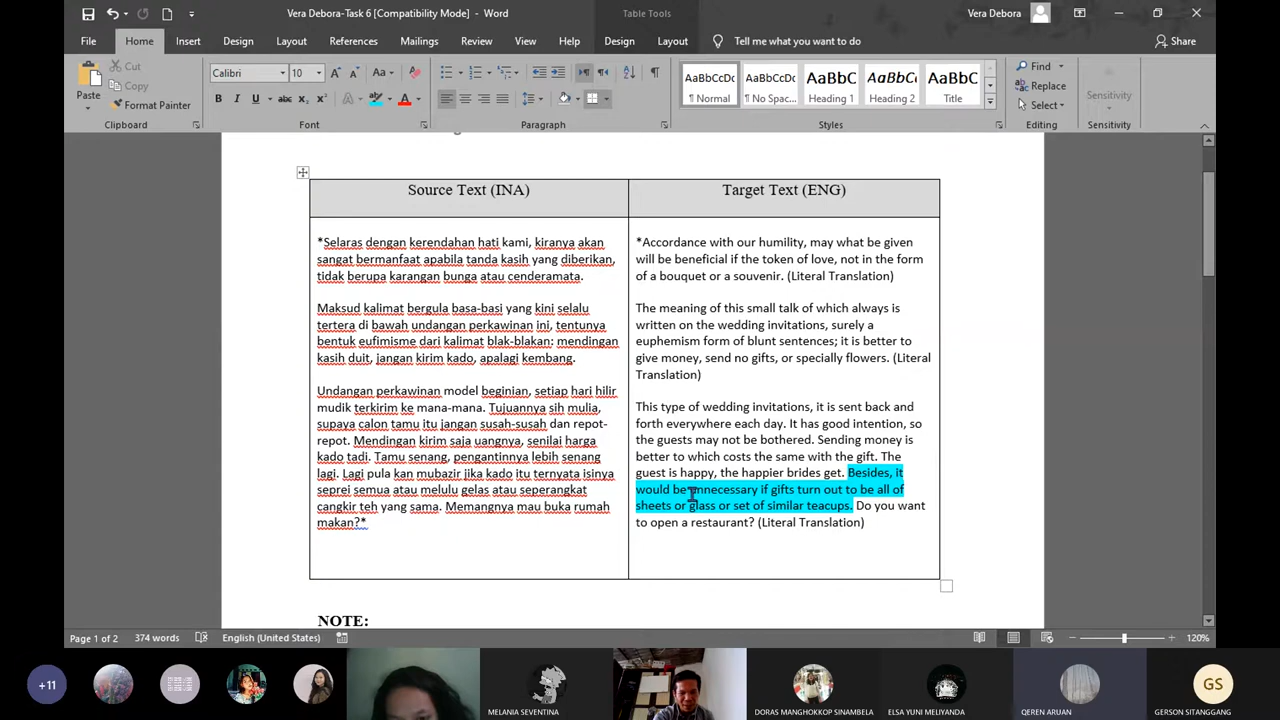 Vera Debora-Task 6 [Compatibility Mode] - Word
Table Tools
Vera Debora
File
Home
Insert
Design
Layout
References
Mailings
Review
View
Help
Design
Layout
Tell me what you want to do
Share
Paste
Cut
Copy
Format Painter
Calibri
10
Aa
AaBbCcDc
AaBbCcDc
AaBbC
AaBbCc
AaBbC
¶ Normal
¶ No Spac...
Heading 1
Heading 2
Title
Find
Replace
Select
Sensitivity
Clipboard
Font
Paragraph
Styles
Editing
Sensitivity
Source Text (INA)
*Selaras dengan kerendahan hati kami, kiranya akan
sangat bermanfaat apabila tanda kasih yang diberikan,
tidak berupa karangan bunga atau cenderamata.
Maksud kalimat bergula basa-basi yang kini selalu
tertera di bawah undangan perkawinan ini, tentunya
bentuk eufimisme dari kalimat blak-blakan: mendingan
kasih duit, jangan kirim kado, apalagi kembang.
Undangan perkawinan model beginian, setiap hari hilir
mudik terkirim ke mana-mana. Tujuannya sih mulia,
supaya calon tamu itu jangan susah-susah dan repot-
repot. Mendingan kirim saja uangnya, senilai harga
kado tadi. Tamu senang, pengantinnya lebih senang
lagi. Lagi pula kan mubazir jika kado itu ternyata isinya
seprei semua atau melulu gelas atau seperangkat
cangkir teh yang sama. Memangnya mau buka rumah
makan?*
Target Text (ENG)
*Accordance with our humility, may what be given
will be beneficial if the token of love, not in the form
of a bouquet or a souvenir. (Literal Translation)
The meaning of this small talk of which always is
written on the wedding invitations, surely a
euphemism form of blunt sentences; it is better to
give money, send no gifts, or specially flowers. (Literal
Translation)
This type of wedding invitations, it is sent back and
forth everywhere each day. It has good intention, so
the guests may not be bothered. Sending money is
better to which costs the same with the gift. The
guest is happy, the happier brides get. Besides, it
would be unnecessary if gifts turn out to be all of
sheets or glass or set of similar teacups. Do you want
to open a restaurant? (Literal Translation)
NOTE:
Page 1 of 2
374 words
English (United States)
120%
+11
MELANIA SEVENTINA
DORAS MANGHOKKOP SINAMBELA
ELSA YUNI MELIYANDA
QEREN ARUAN
GS
GERSON SITANGGANG